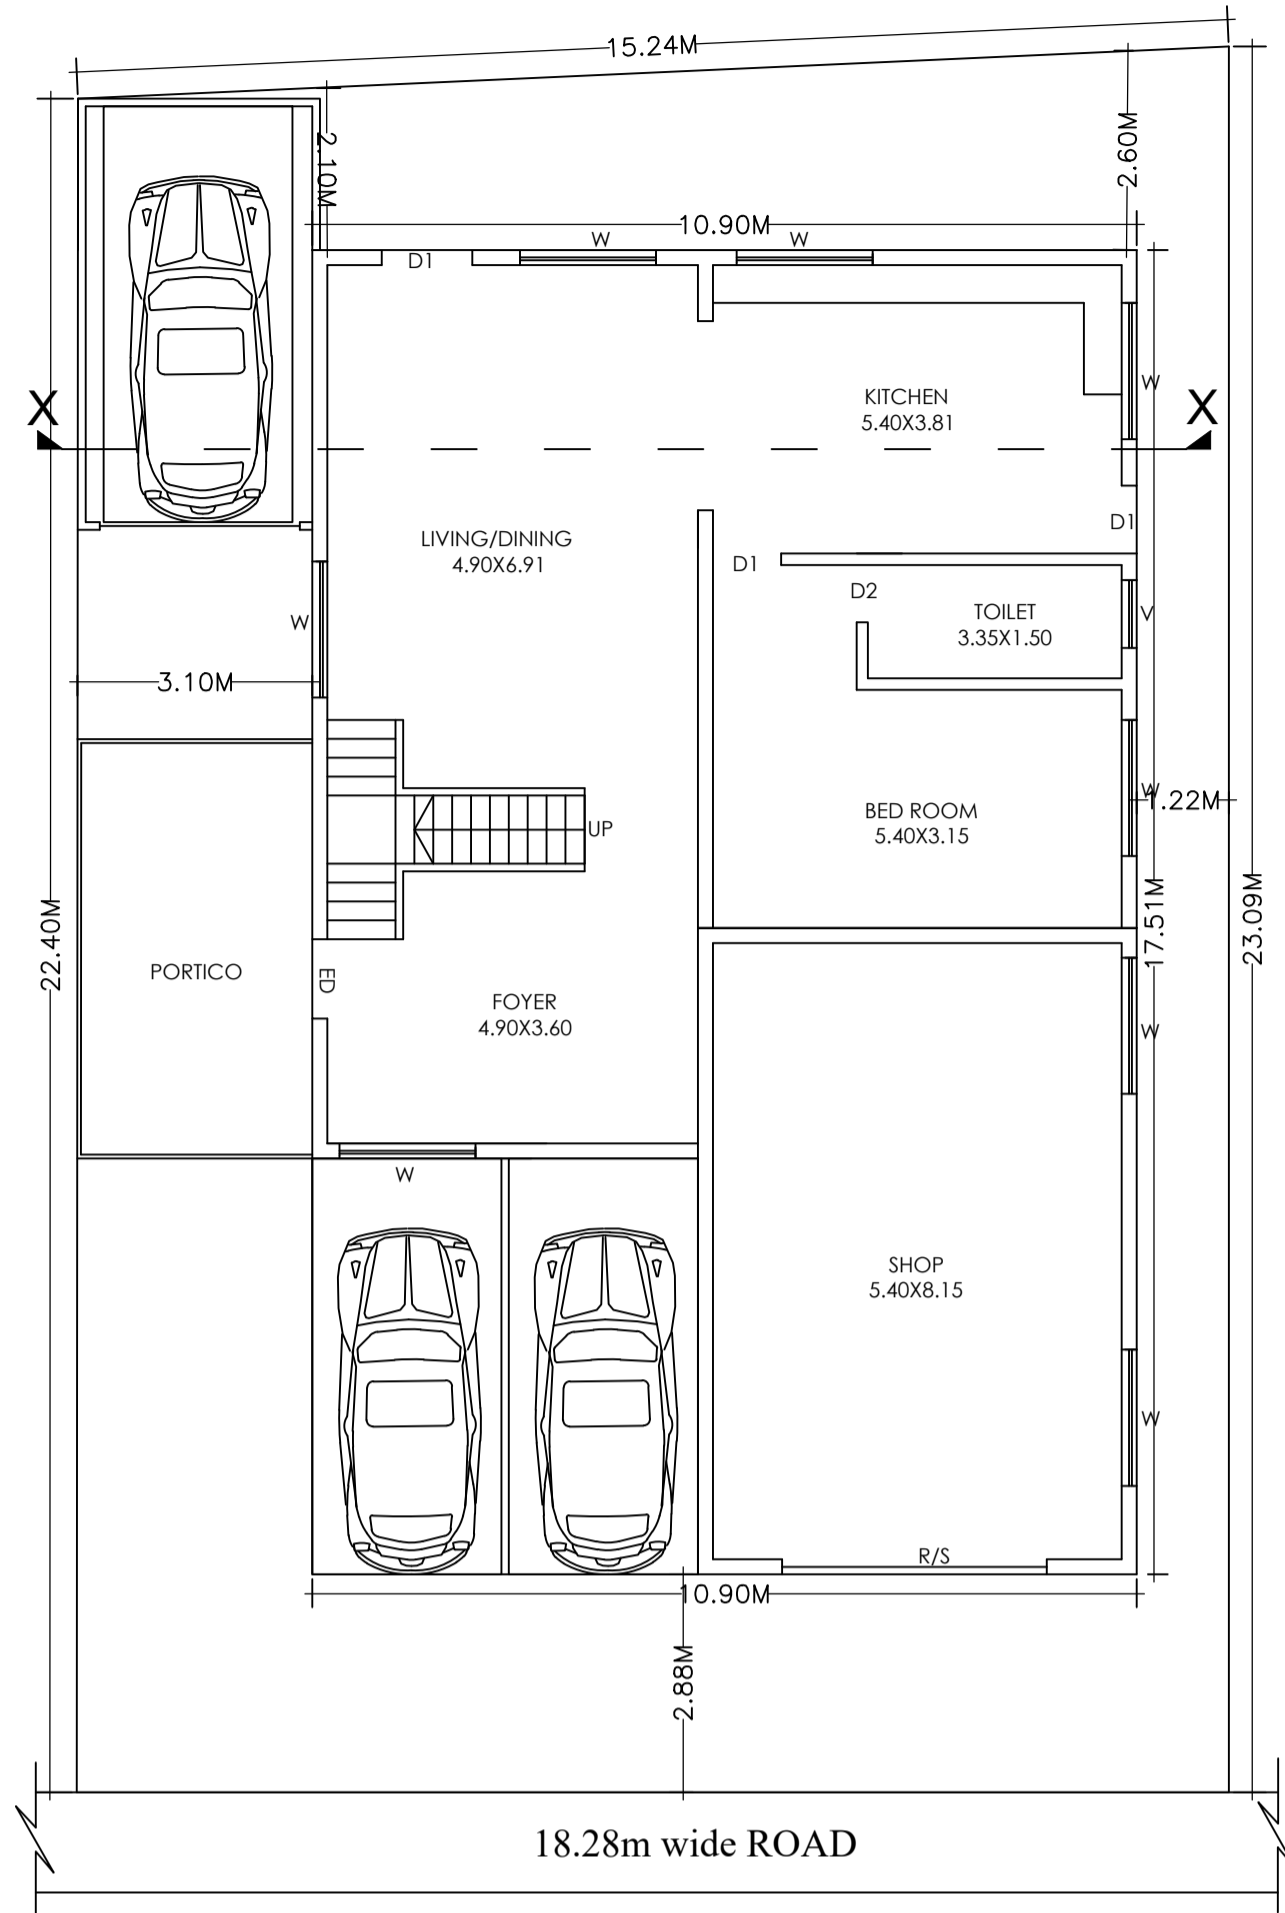 15.24M
2.10M
2.60M
10.90M
W
W
D1
W
X
X
KITCHEN
5.40X3.81
D1
LIVING/DINING
4.90X6.91
D1
D2
TOILET
3.35X1.50
V
W
3.10M
W
1.22M
BED ROOM
5.40X3.15
UP
22.40M
17.51M
23.09M
PORTICO
ED
FOYER
4.90X3.60
W
W
SHOP
5.40X8.15
W
R/S
10.90M
2.88M
18.28m wide ROAD